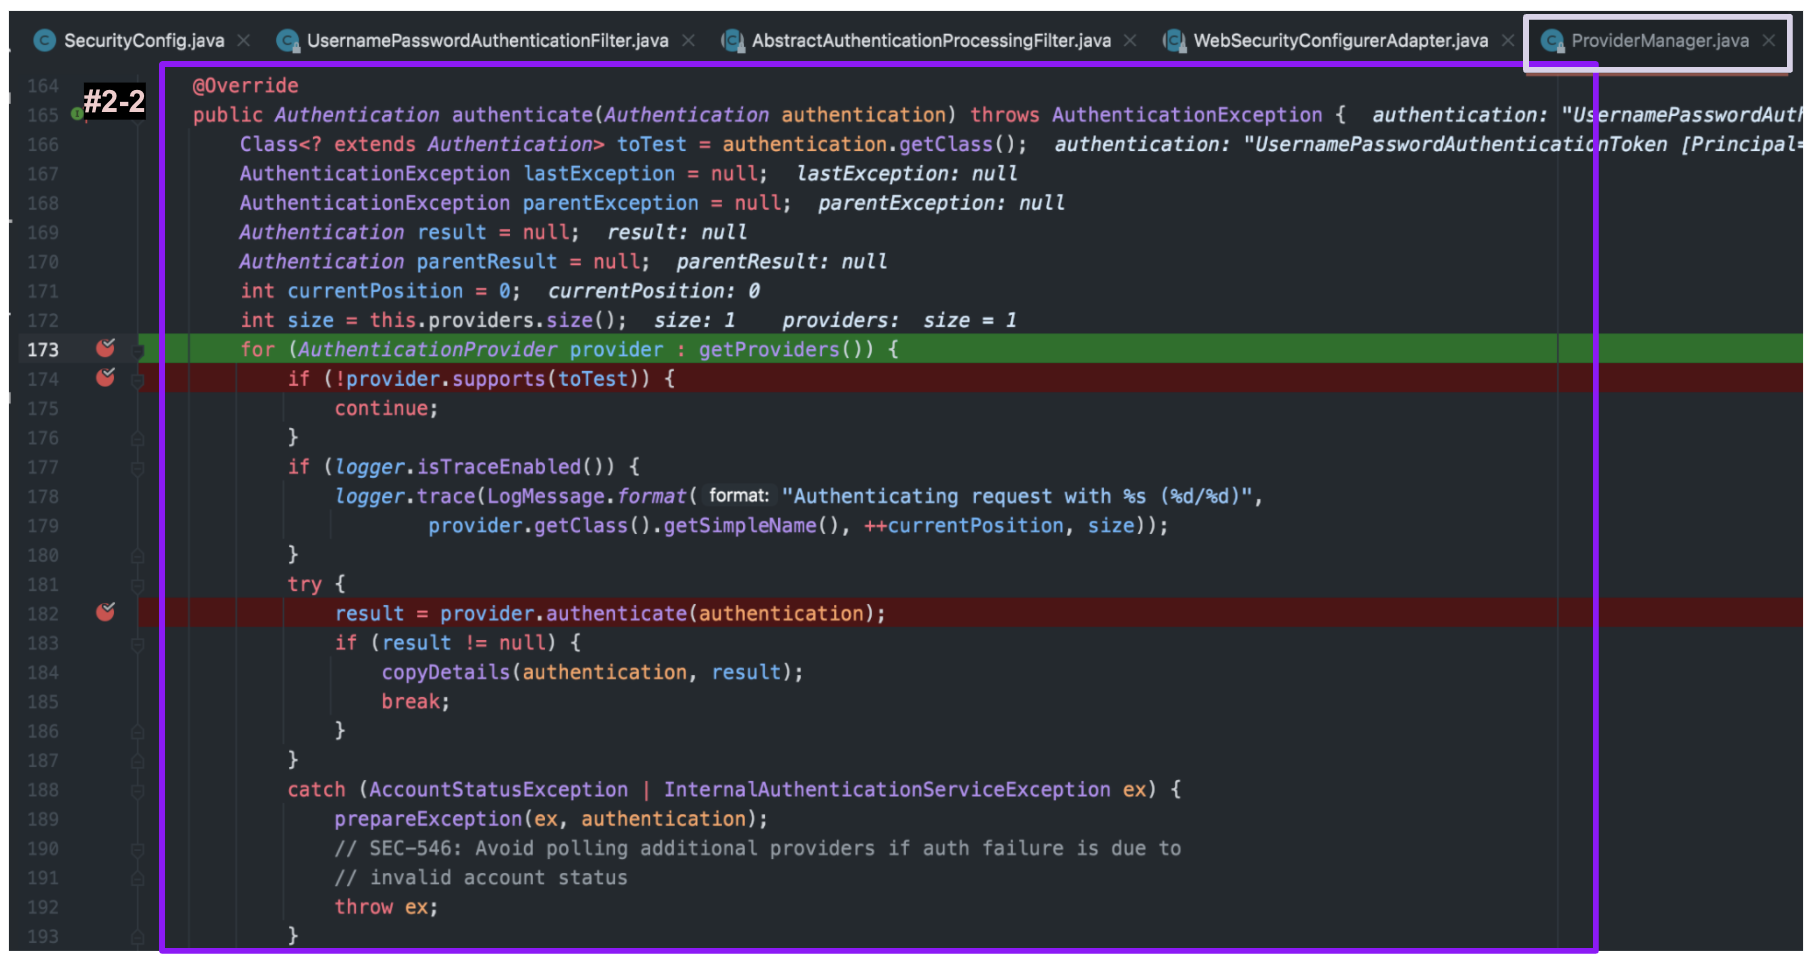 SecurityConfig.java UsernamePasswordAuthenticationFilter.java AbstractAuthenticationProcessingFilter.java WebSecurityConfigurerAdapter.java ProviderManager.java
#2-2
164 @Override
165 public Authentication authenticate(Authentication authentication) throws AuthenticationException { authentication: "UsernamePasswordAuth
166 Class<? extends Authentication> toTest = authentication.getClass(); authentication: "UsernamePasswordAuthenticationToken [Principal=
167 AuthenticationException lastException = null; lastException: null
168 AuthenticationException parentException = null; parentException: null
169 Authentication result = null; result: null
170 Authentication parentResult = null; parentResult: null
171 int currentPosition = 0; currentPosition: 0
172 int size = this.providers.size(); size: 1 providers: size = 1
173 for (AuthenticationProvider provider : getProviders()) {
174 if (!provider.supports(toTest)) {
175 continue;
176 }
177 if (logger.isTraceEnabled()) {
178 logger.trace(LogMessage.format( format: "Authenticating request with %s (%d/%d)",
179 provider.getClass().getSimpleName(), ++currentPosition, size));
180 }
181 try {
182 result = provider.authenticate(authentication);
183 if (result != null) {
184 copyDetails(authentication, result);
185 break;
186 }
187 }
188 catch (AccountStatusException | InternalAuthenticationServiceException ex) {
189 prepareException(ex, authentication);
190 // SEC-546: Avoid polling additional providers if auth failure is due to
191 // invalid account status
192 throw ex;
193 }